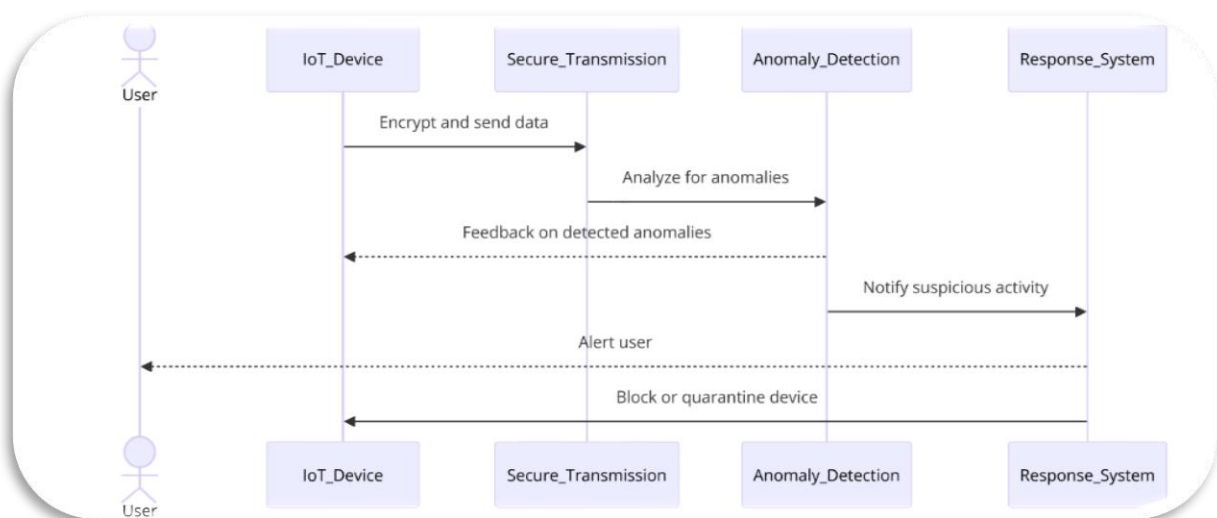 IoT_Device
Secure_Transmission
Anomaly_Detection
Response_System
User
Encrypt and send data
Analyze for anomalies
Feedback on detected anomalies
Notify suspicious activity
Alert user
Block or quarantine device
IoT_Device
Secure_Transmission
Anomaly_Detection
Response_System
User